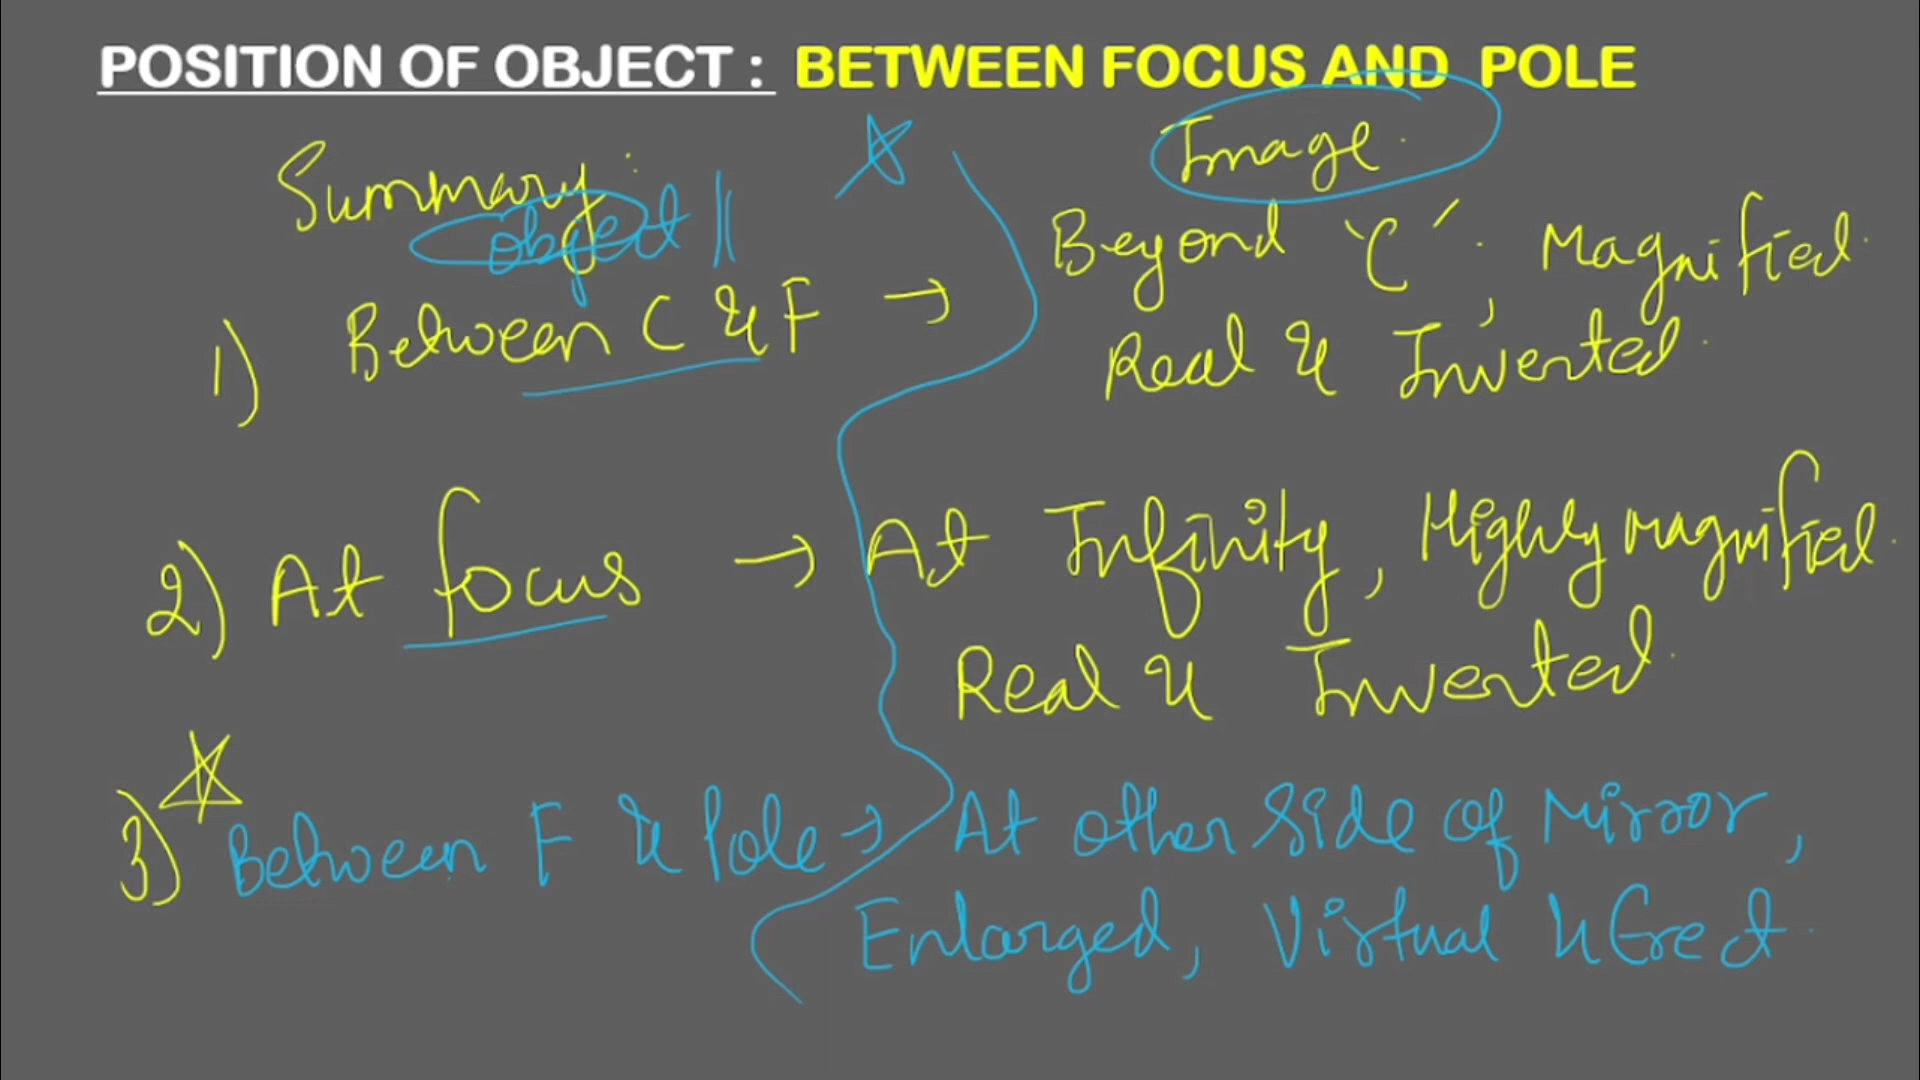 POSITION OF OBJECT : BETWEEN FOCUS AND POLE
Summary:
Object
Image.
1) Between C & F → Beyond 'C', Magnified.
Real & Inverted.
2) At focus → At Infinity, Highly magnified.
Real & Inverted.
3) Between F & Pole → At other side of Mirror,
Enlarged, Virtual & Erect.